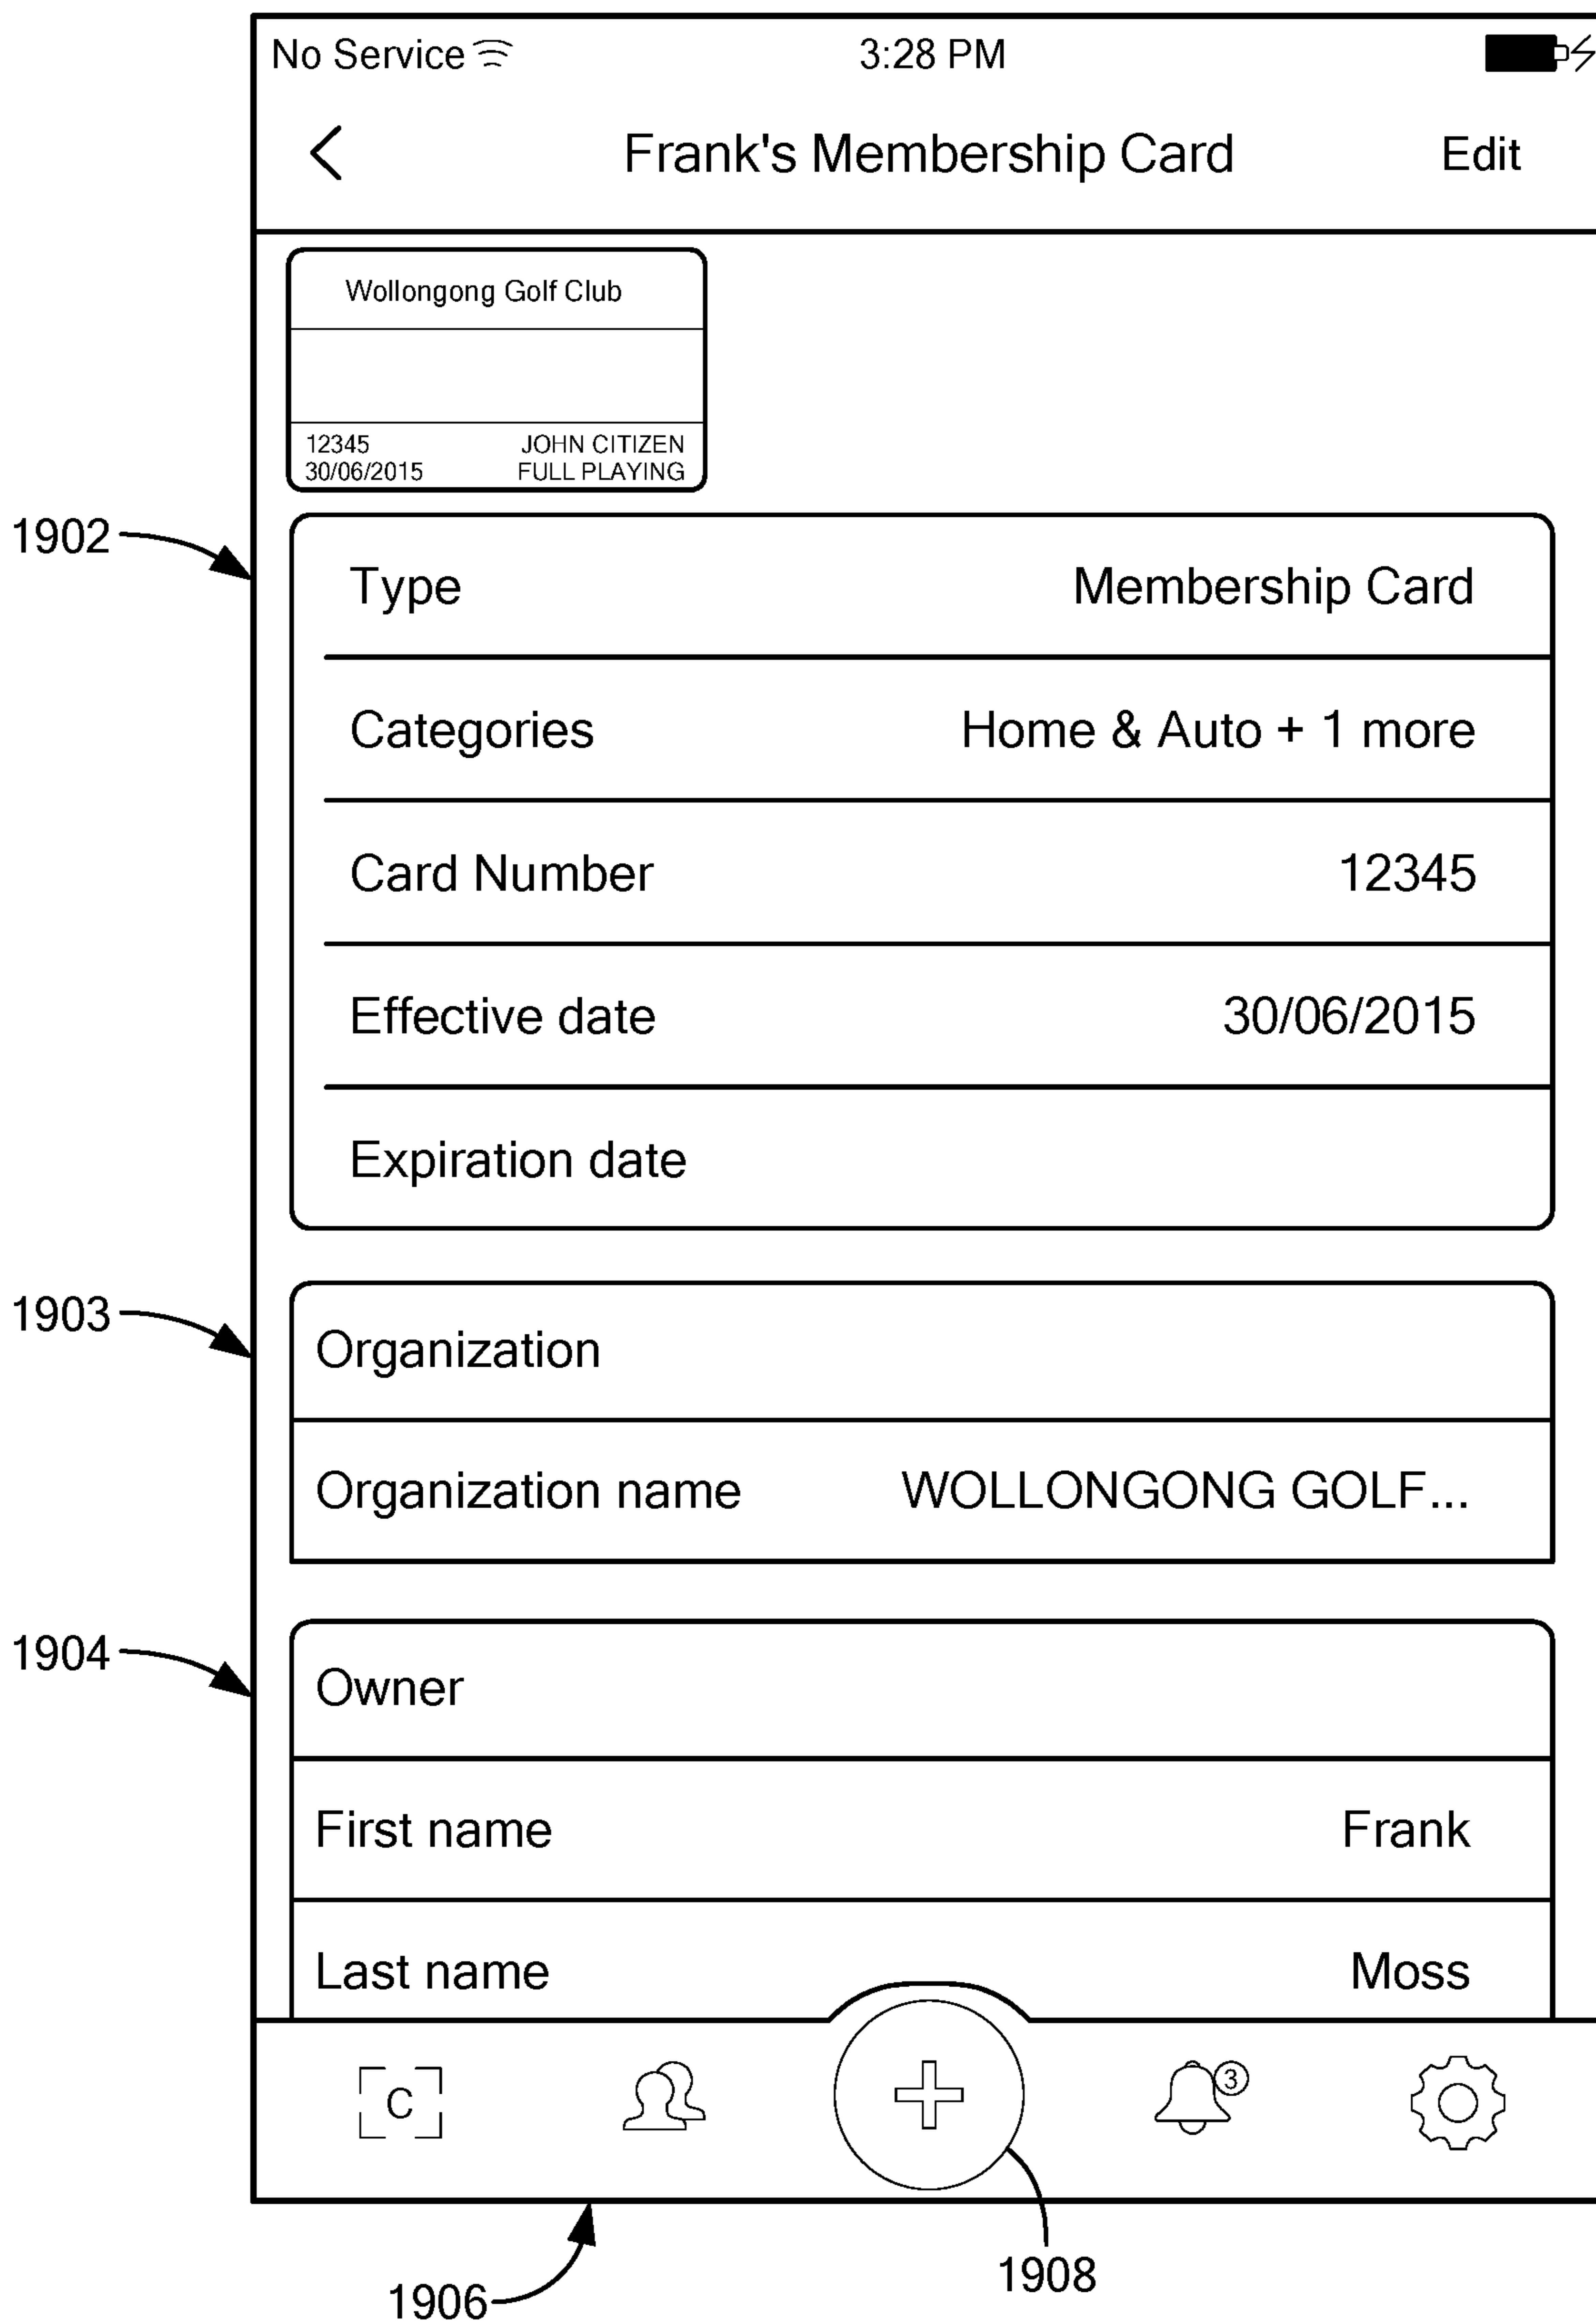 No Service 3:28 PM
Frank's Membership Card Edit
Wollongong Golf Club
12345 JOHN CITIZEN
30/06/2015 FULL PLAYING
1902
Type Membership Card
Categories Home & Auto + 1 more
Card Number 12345
Effective date 30/06/2015
Expiration date
1903
Organization
Organization name WOLLONGONG GOLF...
1904
Owner
First name Frank
Last name Moss
C 3
1908
1906